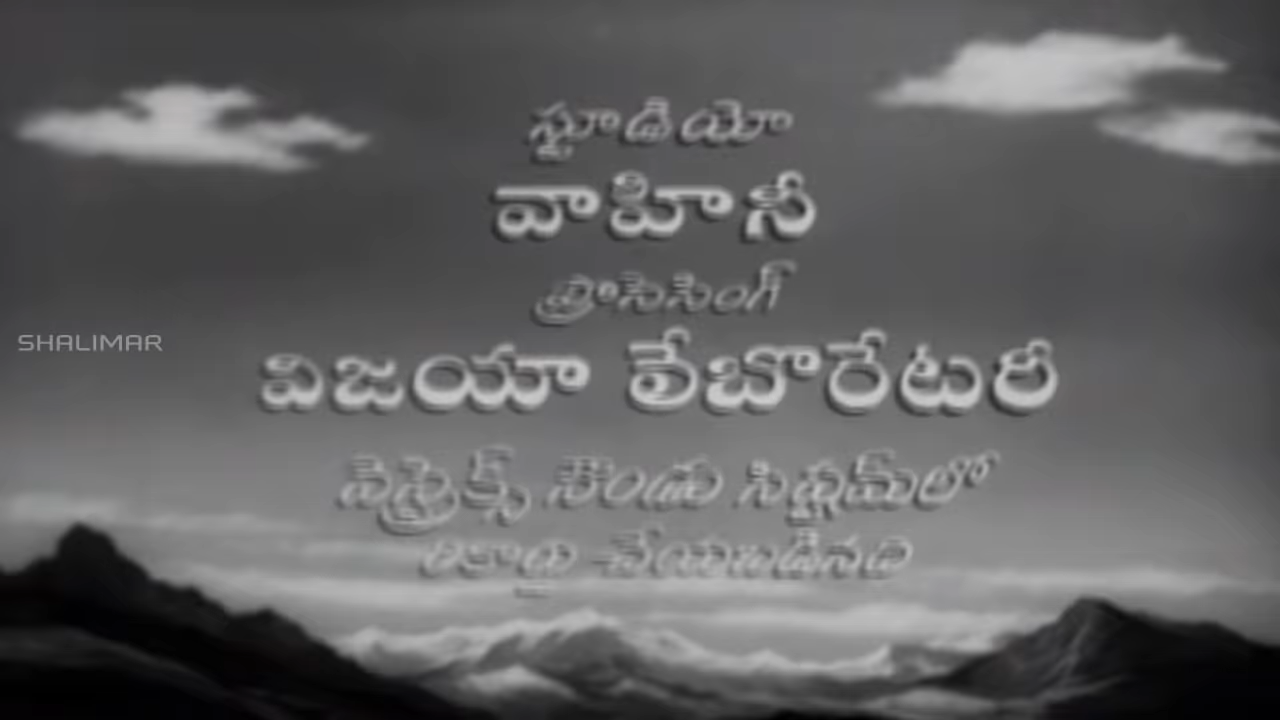 స్టూడియో
వాహినీ
ప్రొసెసింగ్
SHALIMAR
విజయా లేబొరేటరీ
వెస్ట్రెక్స్ సౌండు సిస్టమ్‌లో
రికార్డు చేయబడినది